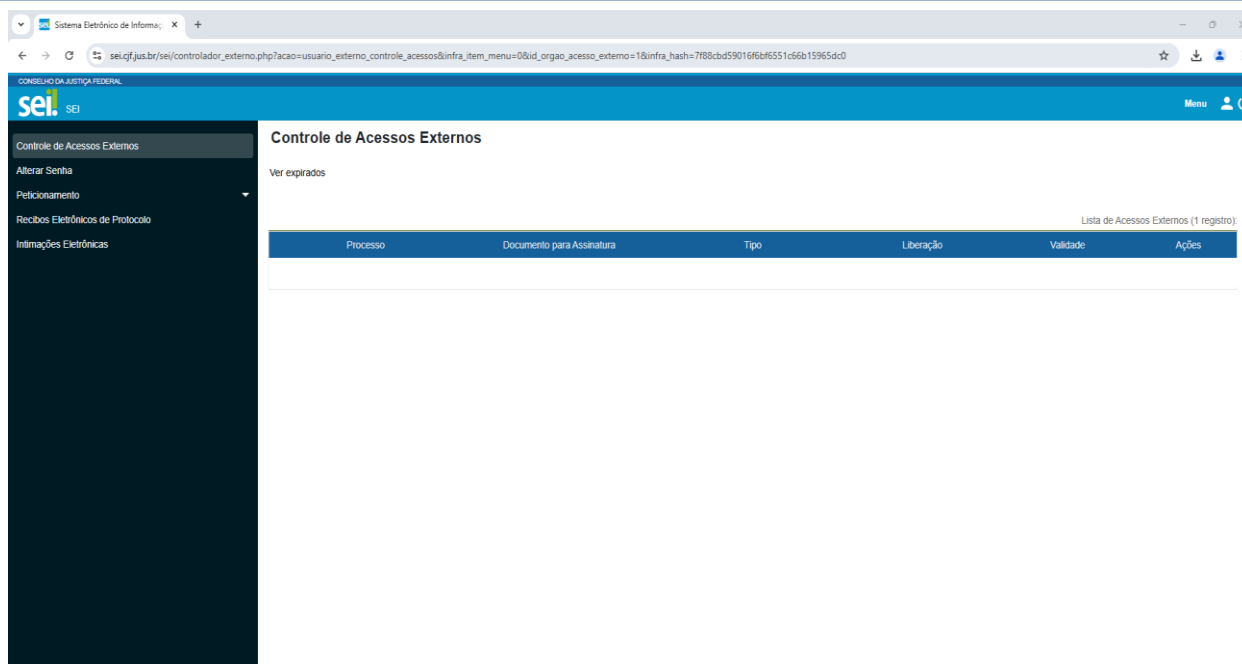 Sistema Eletrônico de Informaç
sei.cjf.jus.br/sei/controlador_externo.php?acao=usuario_externo_controle_acessos&infra_item_menu=0&id_orgao_acesso_externo=1&infra_hash=7f88cbd59016f6bf6551c66b15965dc0
CONSELHO DA JUSTIÇA FEDERAL
sei! SEI
Menu
Controle de Acessos Externos
Alterar Senha
Peticionamento
Recibos Eletrônicos de Protocolo
Intimações Eletrônicas
Controle de Acessos Externos
Ver expirados
Lista de Acessos Externos (1 registro):
Processo Documento para Assinatura Tipo Liberação Validade Ações